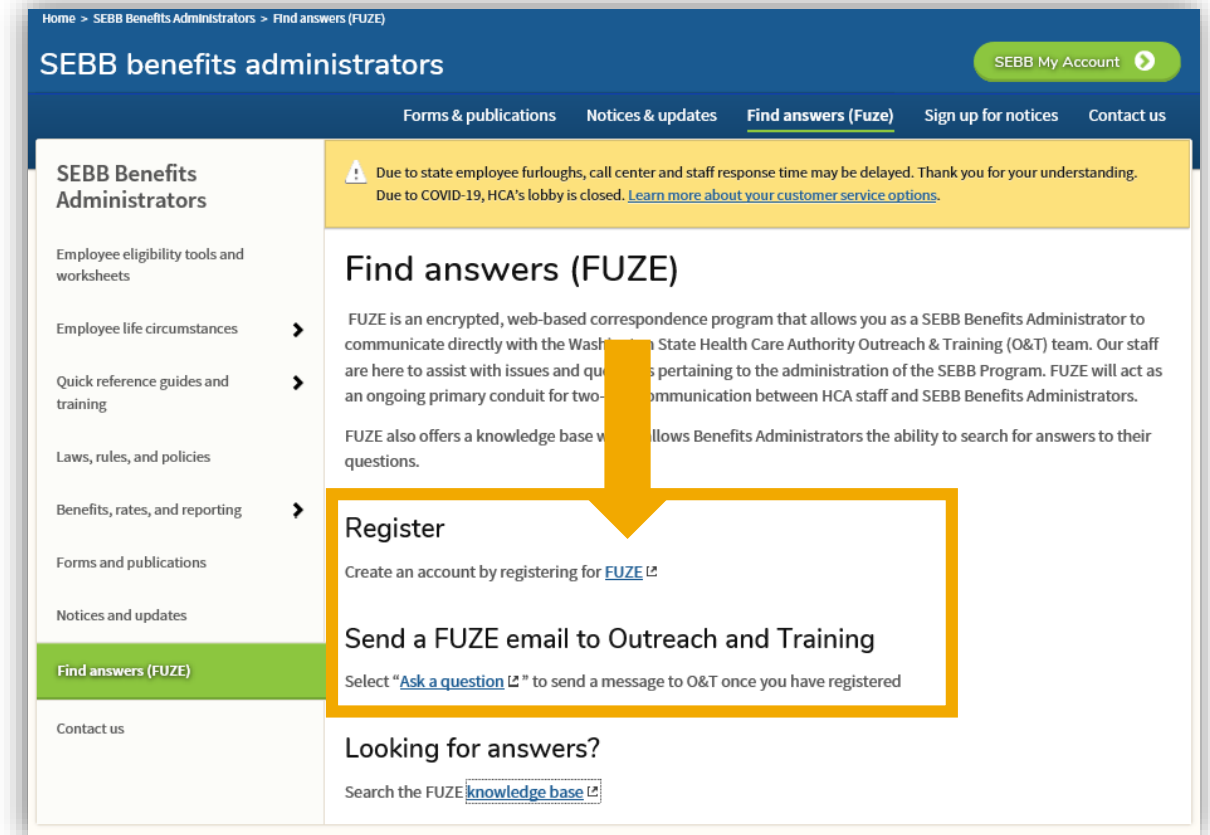 Home > SEBB Benefits Administrators > Find answers (FUZE)
SEBB benefits administrators
SEBB My Account
Forms & publications Notices & updates Find answers (Fuze) Sign up for notices Contact us
SEBB Benefits
Administrators
Employee eligibility tools and
worksheets
Employee life circumstances
Quick reference guides and
training
Laws, rules, and policies
Benefits, rates, and reporting
Forms and publications
Notices and updates
Find answers (FUZE)
Contact us
Due to state employee furloughs, call center and staff response time may be delayed. Thank you for your understanding.
Due to COVID-19, HCA's lobby is closed. Learn more about your customer service options.
Find answers (FUZE)
FUZE is an encrypted, web-based correspondence program that allows you as a SEBB Benefits Administrator to
communicate directly with the State Health Care Authority Outreach & Training (O&T) team. Our staff
are here to assist with issues and pertaining to the administration of the SEBB Program. FUZE will act as
an ongoing primary conduit for communication between HCA staff and SEBB Benefits Administrators.
FUZE also offers a knowledge base allows Benefits Administrators the ability to search for answers to their
questions.
Register
Create an account by registering for FUZE
Send a FUZE email to Outreach and Training
Select "Ask a question" to send a message to O&T once you have registered
Looking for answers?
Search the FUZE knowledge base